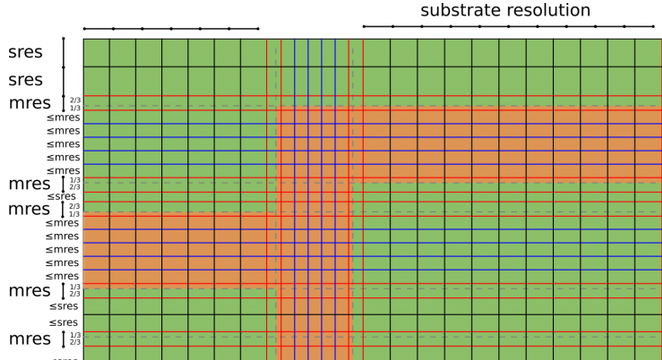 substrate resolution
sres
sres
mres 2/3
1/3
≤mres
≤mres
≤mres
≤mres
≤mres
mres 1/3
2/3
≤sres
mres 2/3
1/3
≤mres
≤mres
≤mres
≤mres
≤mres
mres 1/3
2/3
≤sres
≤sres
mres 1/3
2/3
≤sres